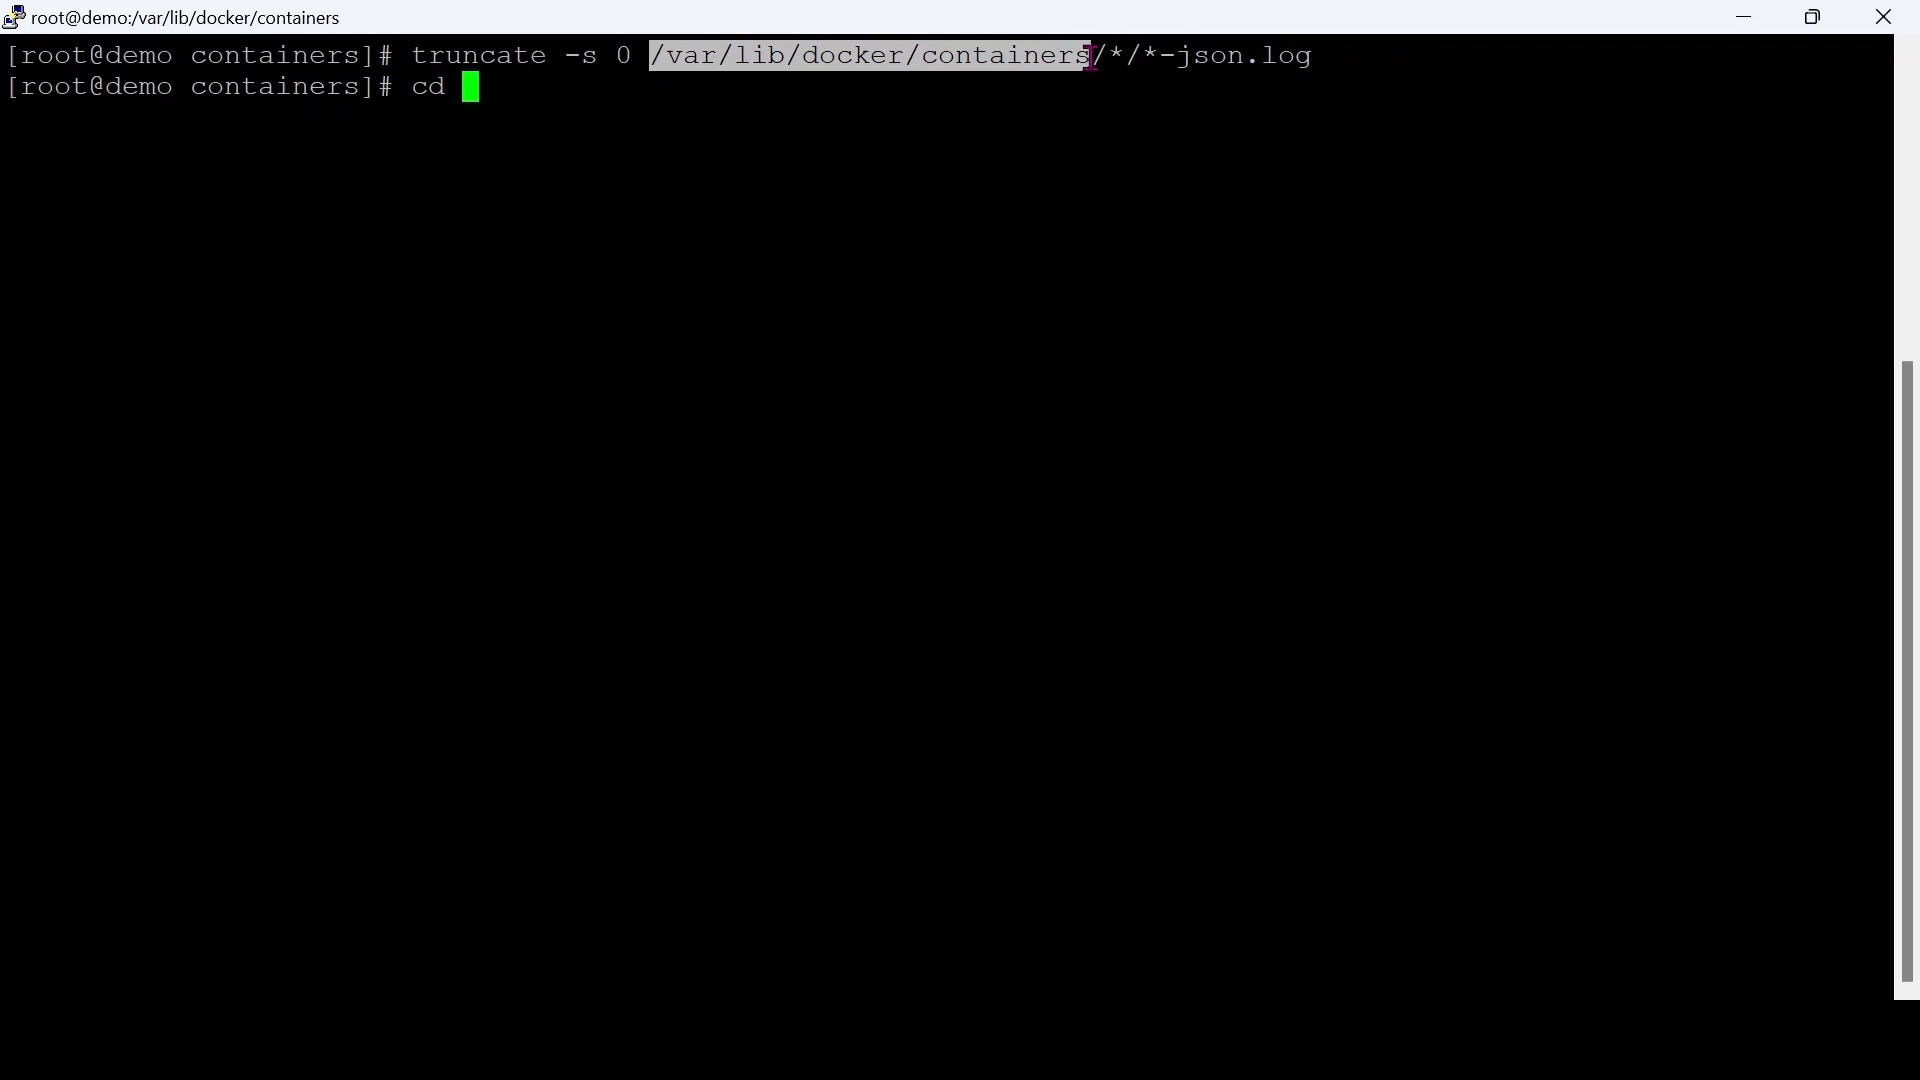 root@demo:/var/lib/docker/containers
[root@demo containers]# truncate -s 0 /var/lib/docker/containers/*/*-json.log
[root@demo containers]# cd